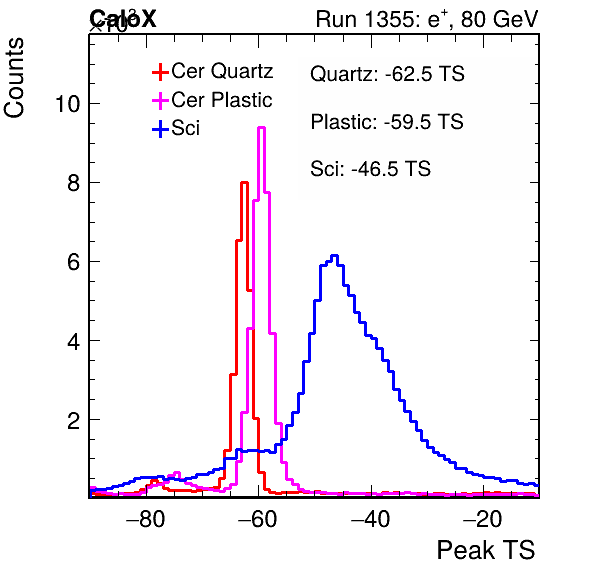 CaloX Run 1355: e⁺, 80 GeV
×10³
Counts
Cer Quartz
Cer Plastic
Sci
Quartz: -62.5 TS
Plastic: -59.5 TS
Sci: -46.5 TS
10
8
6
4
2
−80 −60 −40 −20
Peak TS